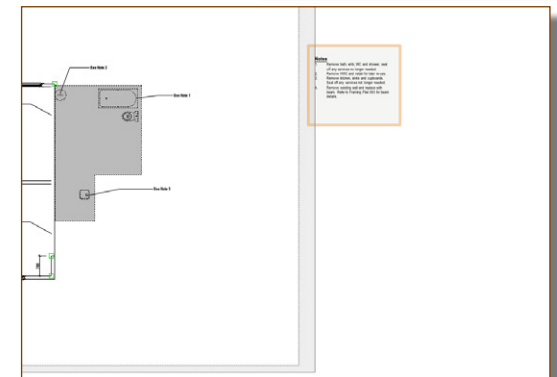 See Note 2
See Note 1
See Note 3
Notes
1. Remove bath, sink, WC and shower, seal
off any services no longer needed.
2. Remove HWC and retain for later re-use.
3. Remove kitchen sinks and cupboards.
Seal off any services not longer needed
4. Remove existing wall and replace with
beam. Refer to Framing Plan for beam
details.